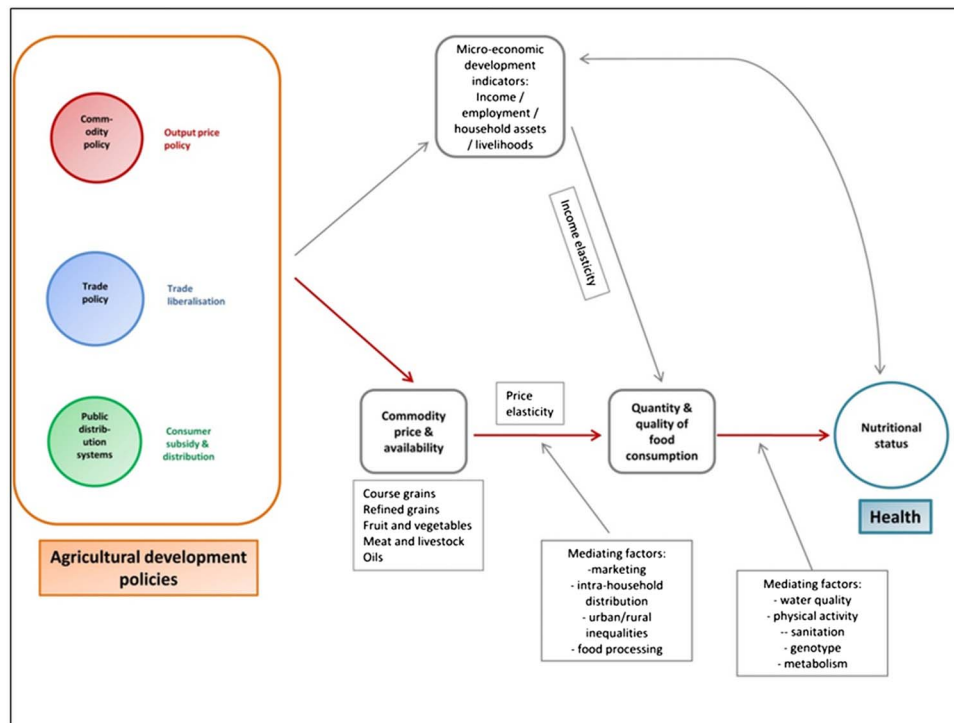 Comm-
odity
policy
Output price
policy
Trade
policy
Trade
liberalisation
Public
distrib-
ution
systems
Consumer
subsidy &
distribution
Agricultural development
policies
Micro-economic
development
indicators:
Income /
employment /
household assets
/ livelihoods
Income elasticity
Commodity
price &
availability
Price
elasticity
Quantity &
quality of
food
consumption
Nutritional
status
Health
Course grains
Refined grains
Fruit and vegetables
Meat and livestock
Oils
Mediating factors:
-marketing
- intra-household
distribution
- urban/rural
inequalities
- food processing
Mediating factors:
- water quality
- physical activity
-- sanitation
- genotype
- metabolism